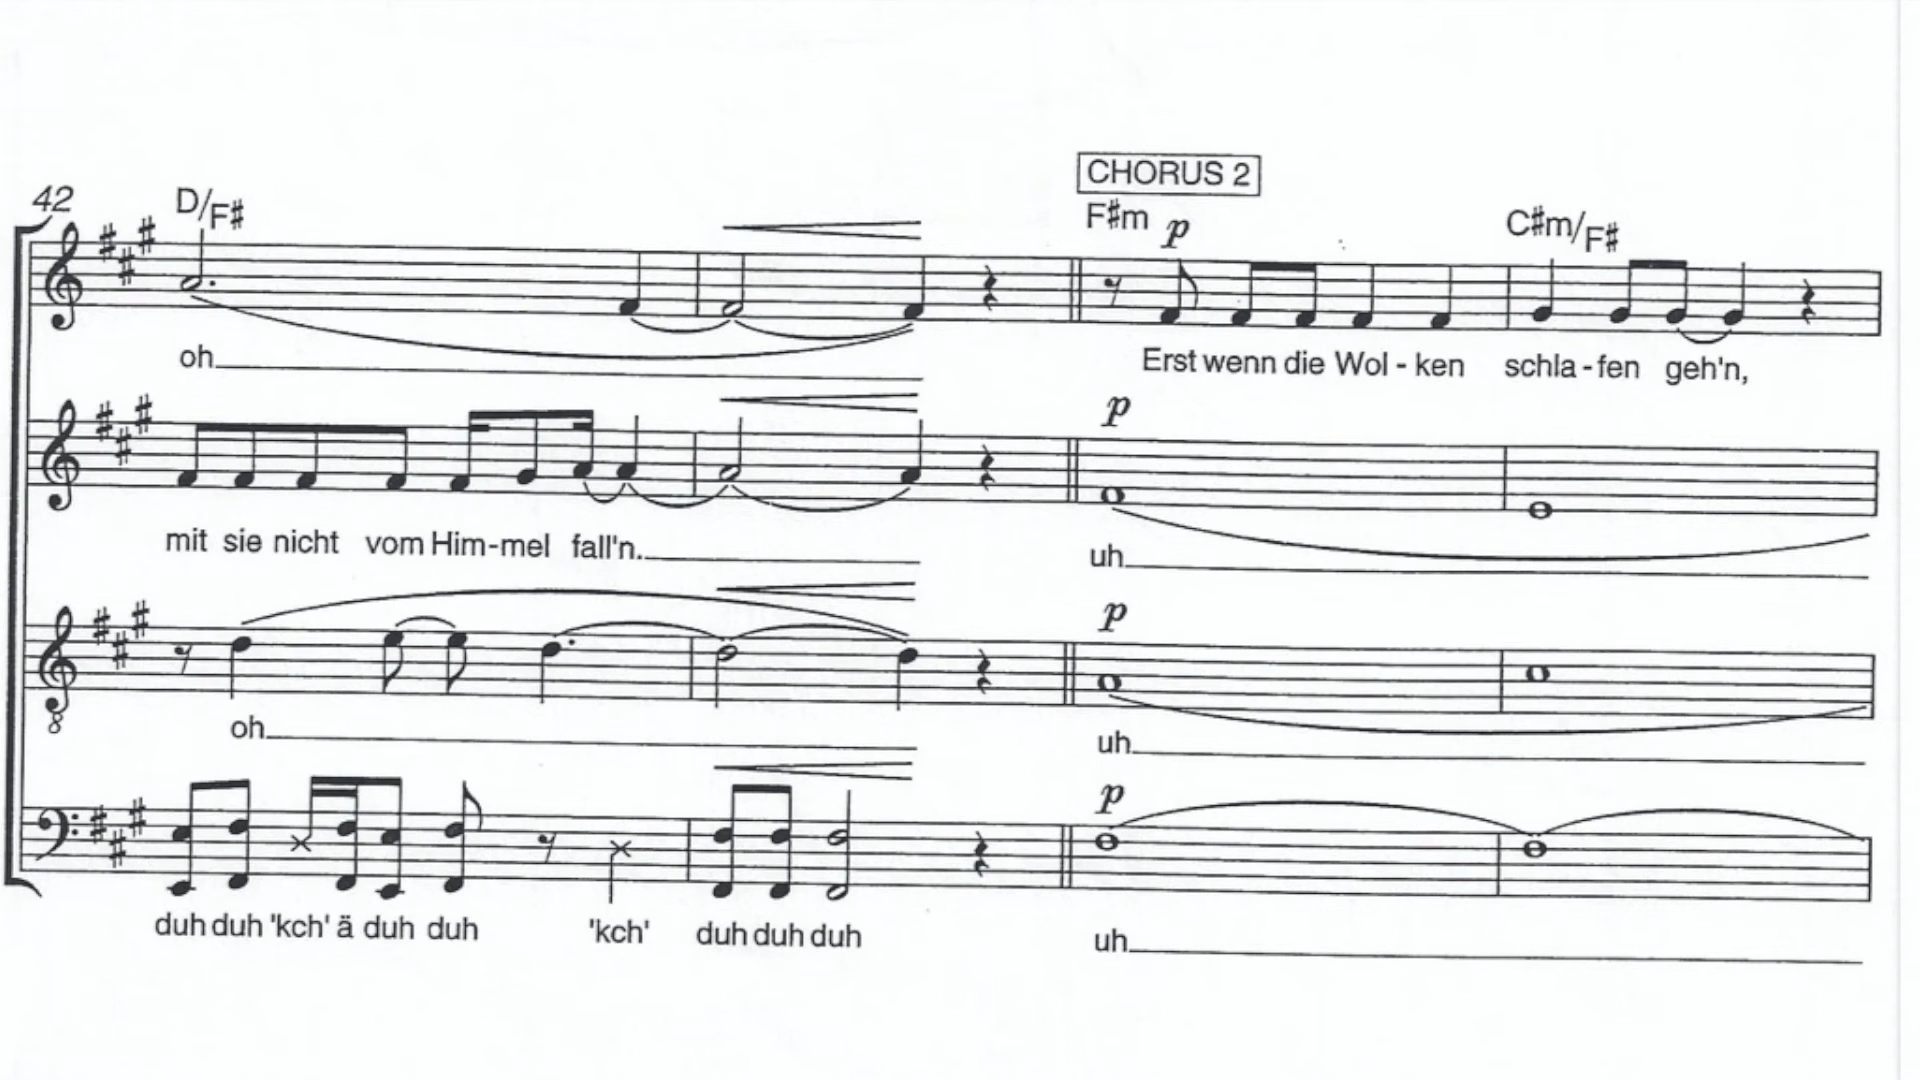 CHORUS 2
42 D/F♯ F♯m p C♯m/F♯
oh Erst wenn die Wol - ken schla - fen geh'n,
p
mit sie nicht vom Him - mel fall'n. uh
p
8
oh uh
p
duh duh 'kch' ä duh duh 'kch' duh duh duh uh